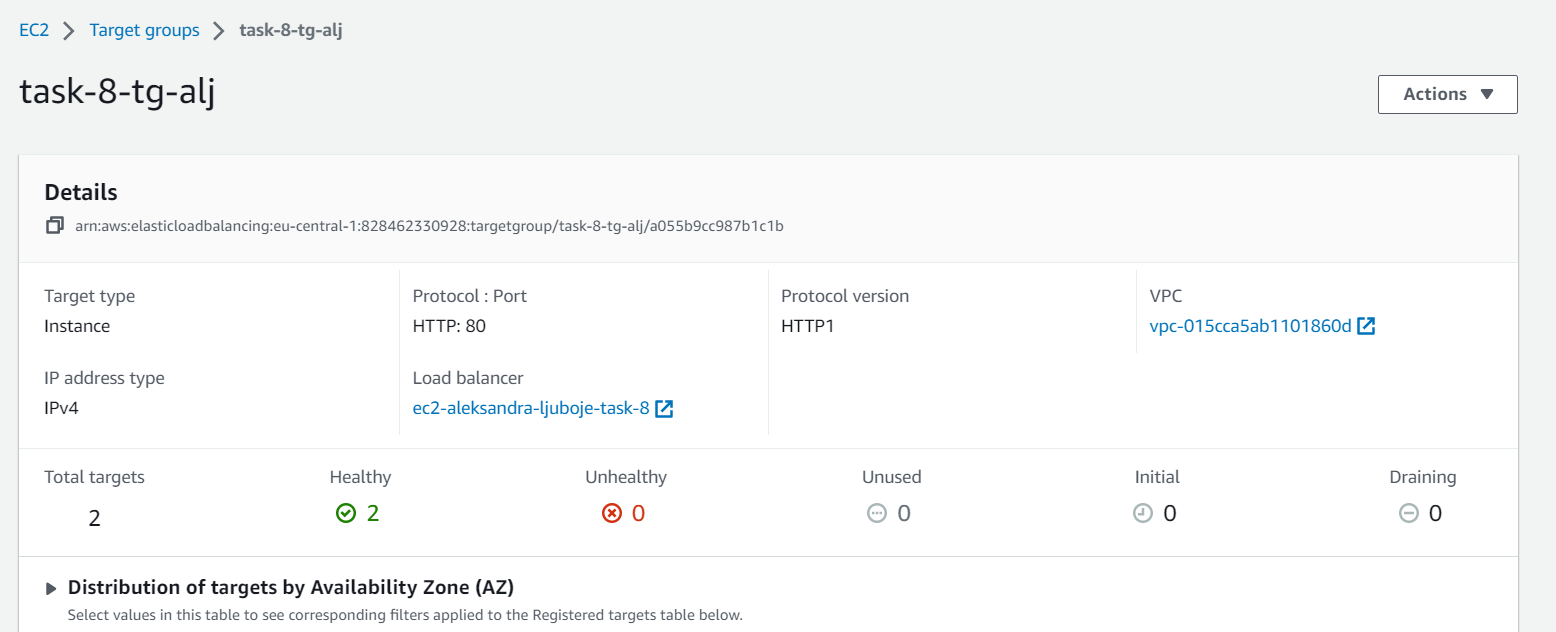 EC2 > Target groups > task-8-tg-alj
task-8-tg-alj
Actions
Details
arn:aws:elasticloadbalancing:eu-central-1:828462330928:targetgroup/task-8-tg-alj/a055b9cc987b1c1b
Target type
Instance
Protocol : Port
HTTP: 80
Protocol version
HTTP1
VPC
vpc-015cca5ab1101860d
IP address type
IPv4
Load balancer
ec2-aleksandra-ljuboje-task-8
Total targets
2
Healthy
2
Unhealthy
0
Unused
0
Initial
0
Draining
0
Distribution of targets by Availability Zone (AZ)
Select values in this table to see corresponding filters applied to the Registered targets table below.